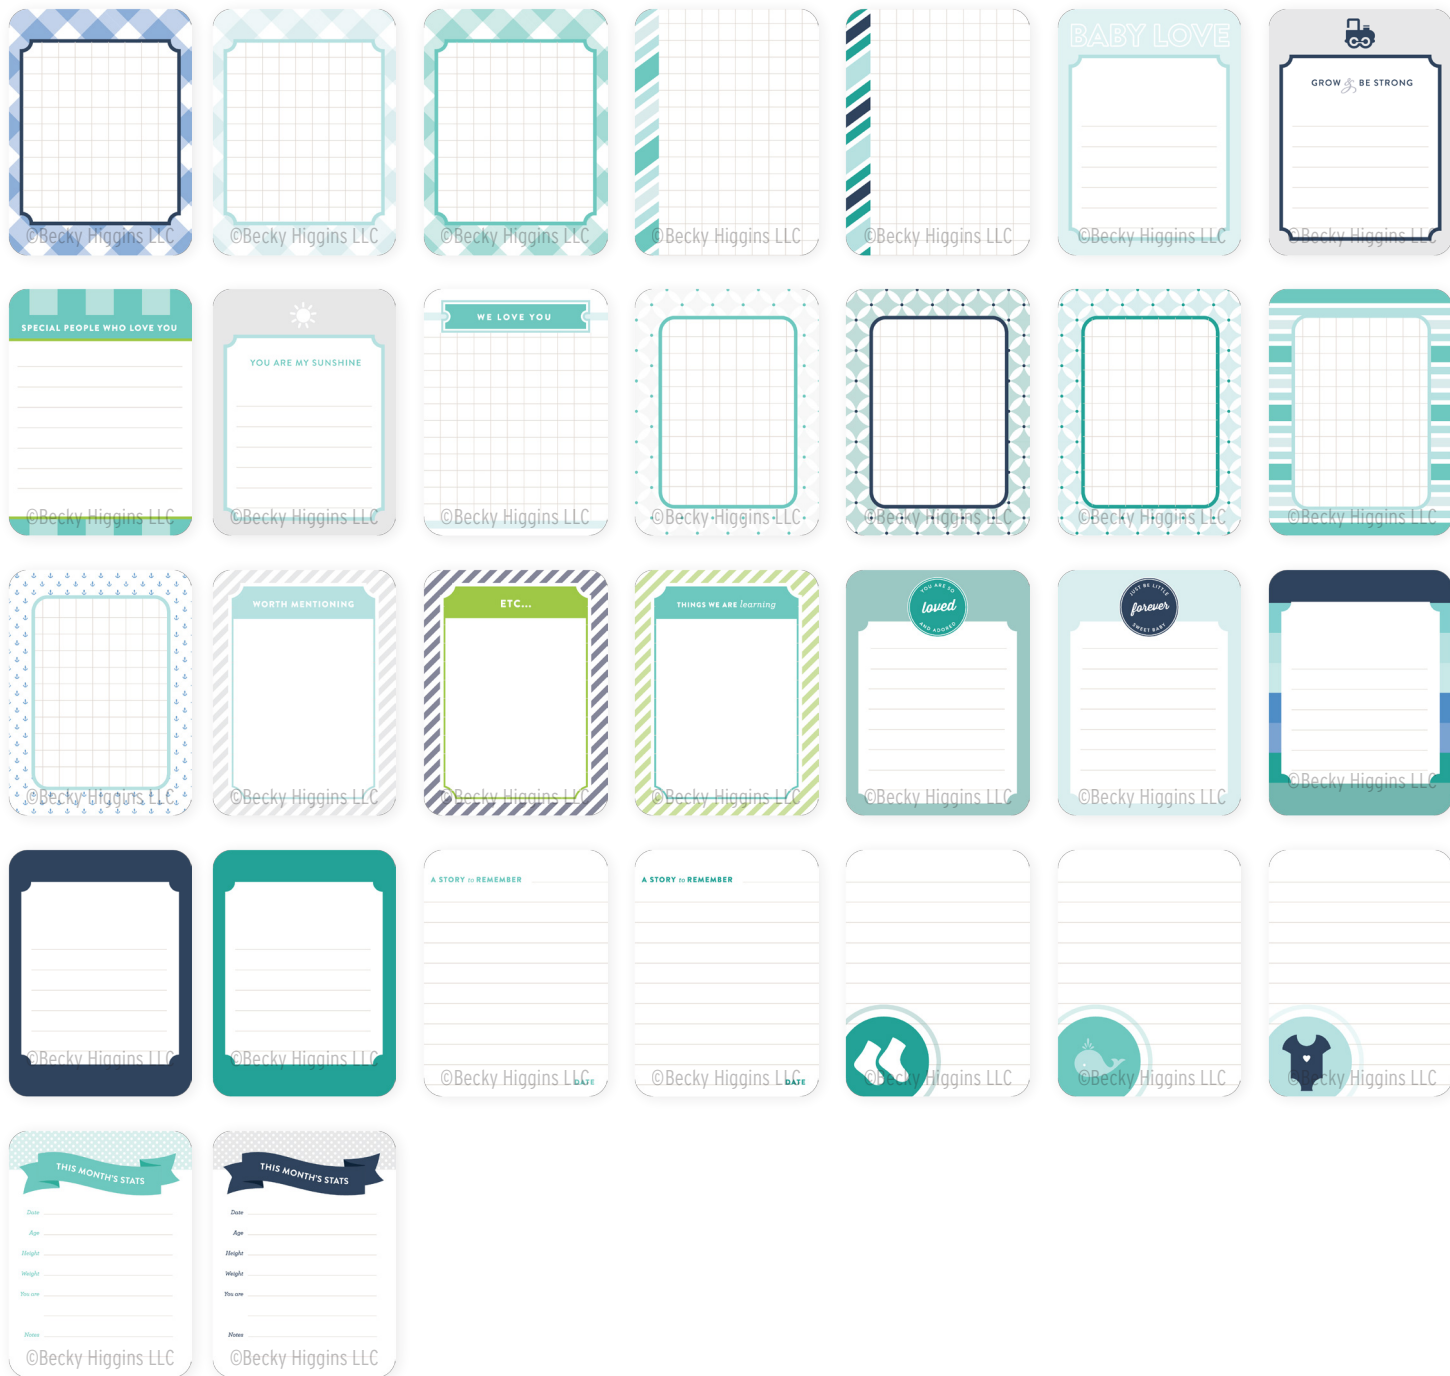 BABY LOVE
GROW & BE STRONG
©Becky Higgins LLC
©Becky Higgins LLC
©Becky Higgins LLC
©Becky Higgins LLC
©Becky Higgins LLC
©Becky Higgins LLC
©Becky Higgins LLC
SPECIAL PEOPLE WHO LOVE YOU
YOU ARE MY SUNSHINE
WE LOVE YOU
©Becky Higgins LLC
©Becky Higgins LLC
©Becky Higgins LLC
©Becky Higgins LLC
©Becky Higgins LLC
©Becky Higgins LLC
©Becky Higgins LLC
WORTH MENTIONING
ETC...
THINGS WE ARE learning
YOU ARE SO
loved
AND ADORED
JUST BE LITTLE
forever
SWEET BABY
©Becky Higgins LLC
©Becky Higgins LLC
©Becky Higgins LLC
©Becky Higgins LLC
©Becky Higgins LLC
©Becky Higgins LLC
©Becky Higgins LLC
A STORY to REMEMBER
A STORY to REMEMBER
©Becky Higgins LLC
©Becky Higgins LLC
©Becky Higgins LLC
DATE
©Becky Higgins LLC
DATE
©Becky Higgins LLC
©Becky Higgins LLC
©Becky Higgins LLC
THIS MONTH'S STATS
Date
Age
Height
Weight
You are
Notes
©Becky Higgins LLC
THIS MONTH'S STATS
Date
Age
Height
Weight
You are
Notes
©Becky Higgins LLC